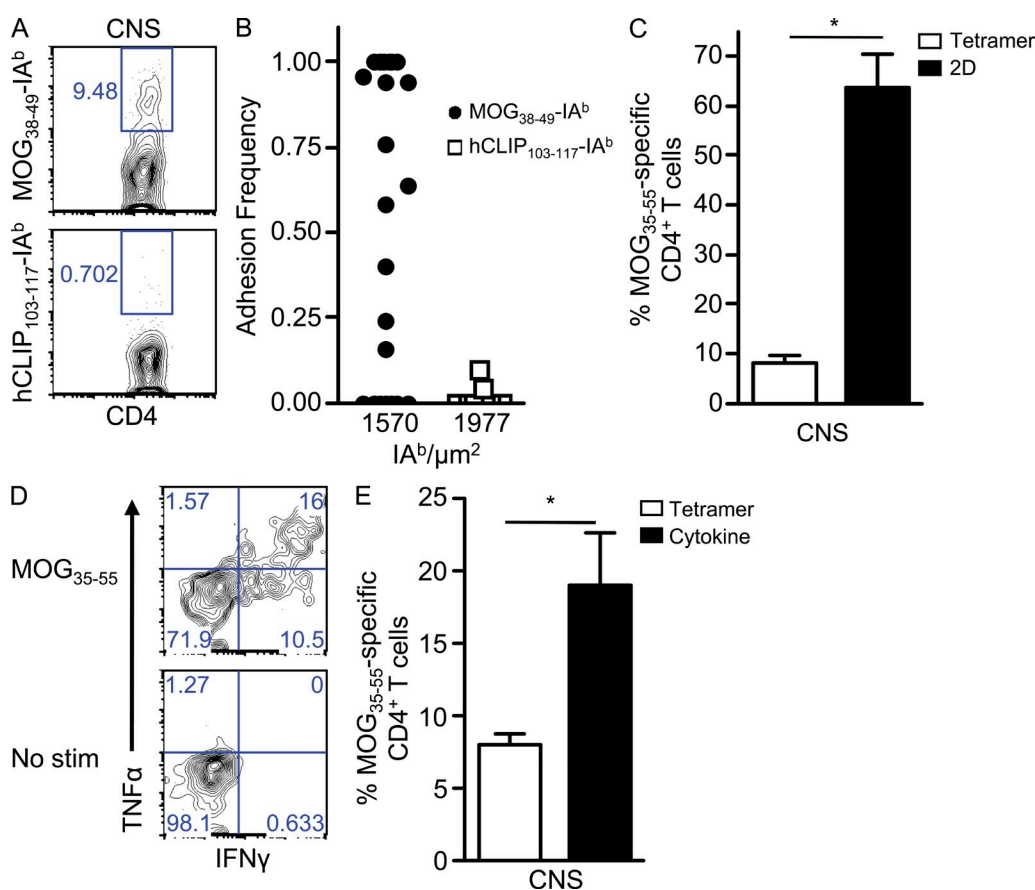 A
CNS
MOG38-49-IAb
9.48
hCLIP103-117-IAb
0.702
CD4
B
Adhesion Frequency
1.00
0.75
0.50
0.25
0.00
1570
1977
IAb/μm2
MOG38-49-IAb
hCLIP103-117-IAb
C
*
Tetramer
2D
% MOG35-55-specific
CD4+ T cells
70
60
50
40
30
20
10
0
CNS
D
MOG35-55
1.57
16
71.9
10.5
No stim
1.27
0
98.1
0.633
TNFα
IFNγ
E
*
Tetramer
Cytokine
% MOG35-55-specific
CD4+ T cells
25
20
15
10
5
0
CNS